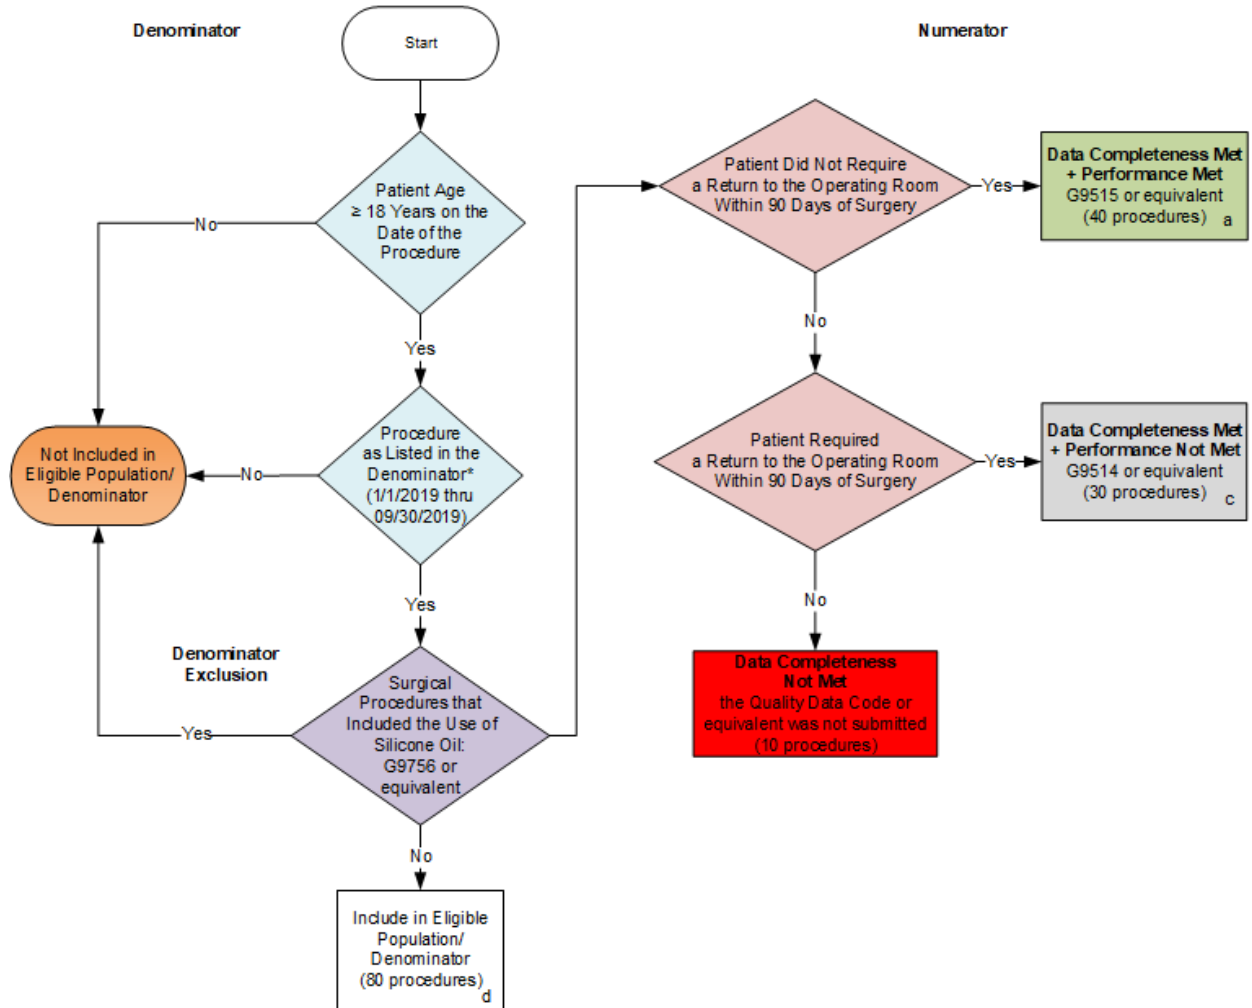 Denominator
Start
Numerator
Patient Age
≥ 18 Years on the
Date of the
Procedure
No
Yes
Procedure
as Listed in the
Denominator*
(1/1/2019 thru
09/30/2019)
No
Not Included in
Eligible Population/
Denominator
Yes
Denominator
Exclusion
Surgical
Procedures that
Included the Use of
Silicone Oil:
G9756 or
equivalent
Yes
No
Include in Eligible
Population/
Denominator
(80 procedures)
d
Patient Did Not Require
a Return to the Operating Room
Within 90 Days of Surgery
Yes
Data Completeness Met
+ Performance Met
G9515 or equivalent
(40 procedures)
a
No
Patient Required
a Return to the Operating Room
Within 90 Days of Surgery
Yes
Data Completeness Met
+ Performance Not Met
G9514 or equivalent
(30 procedures)
c
No
Data Completeness
Not Met
the Quality Data Code or
equivalent was not submitted
(10 procedures)